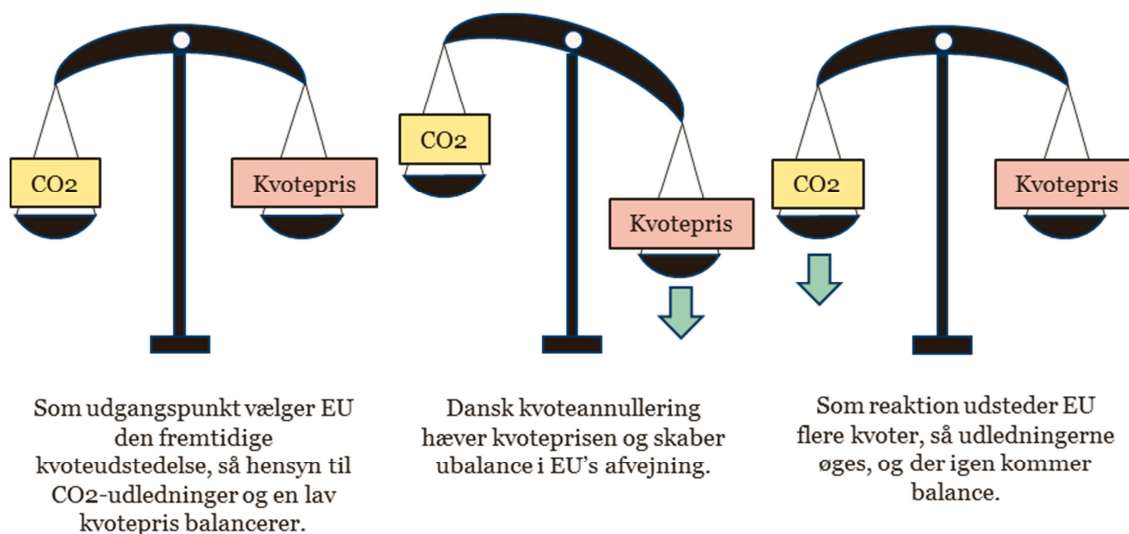 CO2
Kvotepris
CO2
Kvotepris
CO2
Kvotepris
Som udgangspunkt vælger EU
den fremtidige
kvoteudstedelse, så hensyn til
CO2-udledninger og en lav
kvotepris balancerer.
Dansk kvoteannullering
hæver kvoteprisen og skaber
ubalance i EU's afvejning.
Som reaktion udsteder EU
flere kvoter, så udledningerne
øges, og der igen kommer
balance.